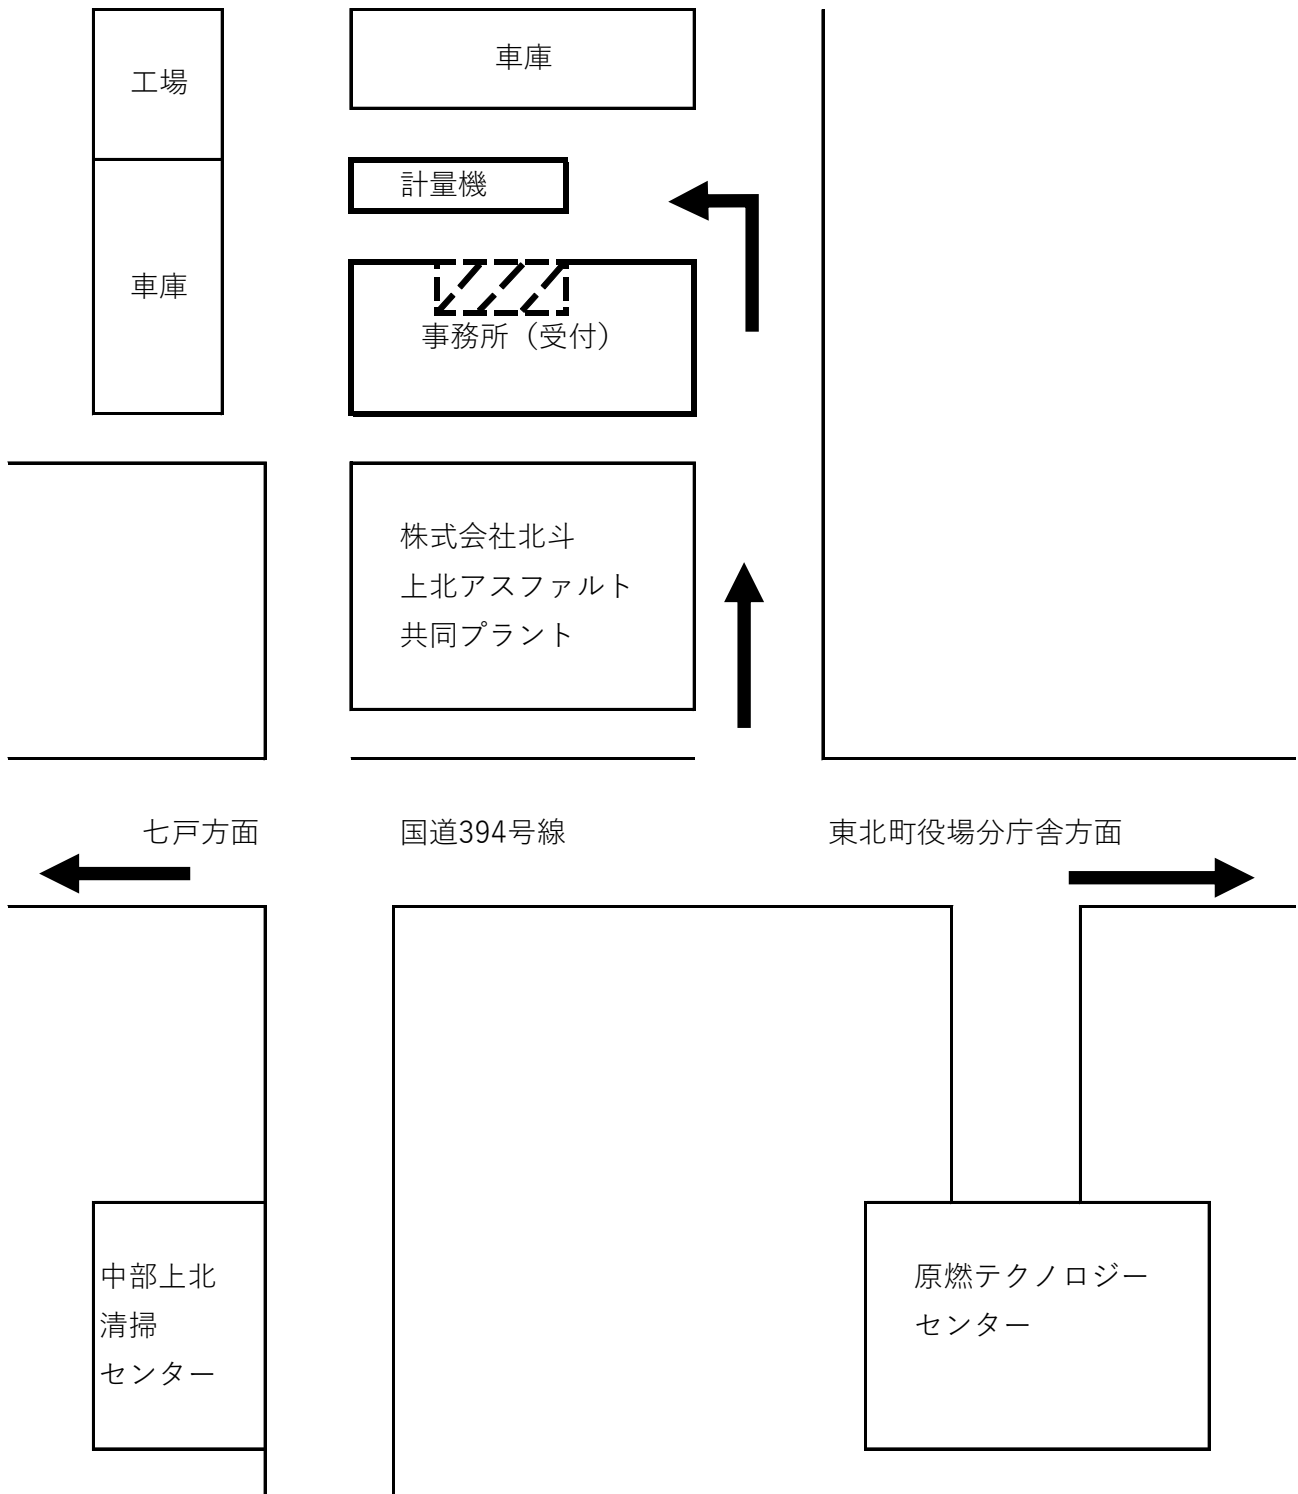 車庫
工場
計量機
車庫
事務所（受付）
株式会社北斗
上北アスファルト
共同プラント
七戸方面
国道394号線
東北町役場分庁舎方面
中部上北
清掃
センター
原燃テクノロジー
センター